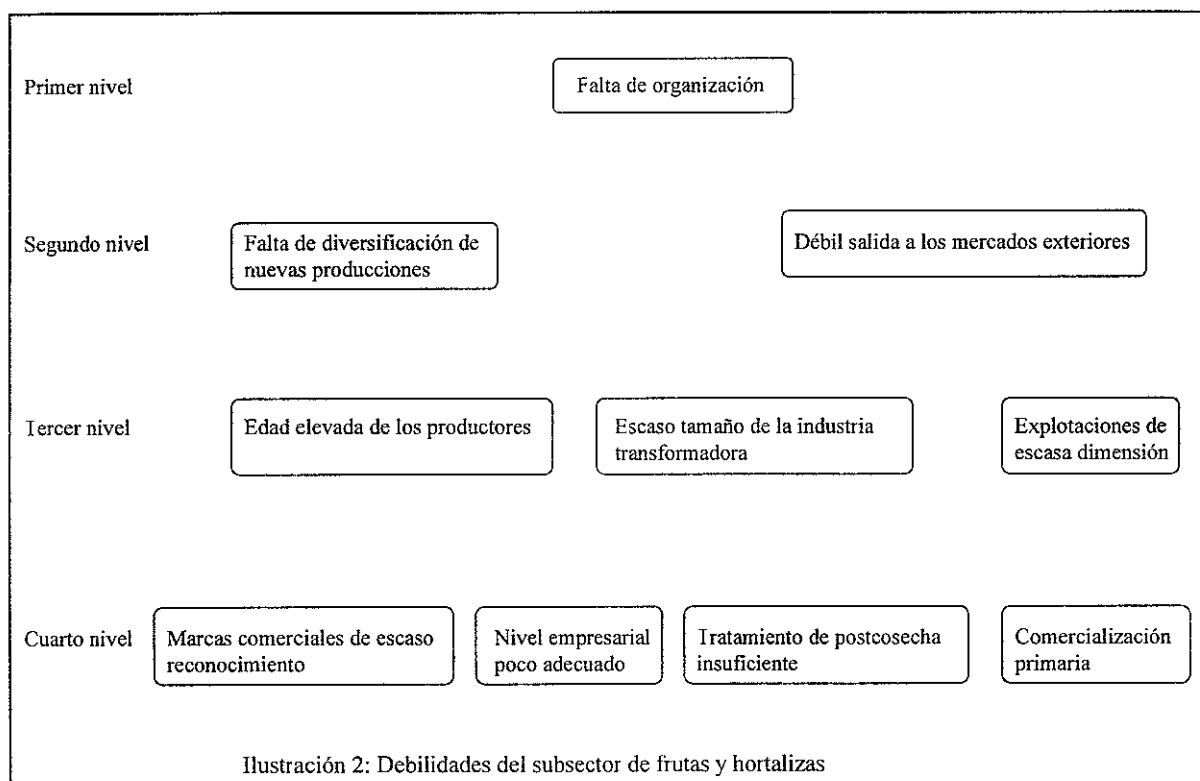 Primer nivel
Falta de organización
Segundo nivel
Falta de diversificación de
nuevas producciones
Débil salida a los mercados exteriores
Tercer nivel
Edad elevada de los productores
Escaso tamaño de la industria
transformadora
Explotaciones de
escasa dimensión
Cuarto nivel
Marcas comerciales de escaso
reconocimiento
Nivel empresarial
poco adecuado
Tratamiento de postcosecha
insuficiente
Comercialización
primaria
Ilustración 2: Debilidades del subsector de frutas y hortalizas